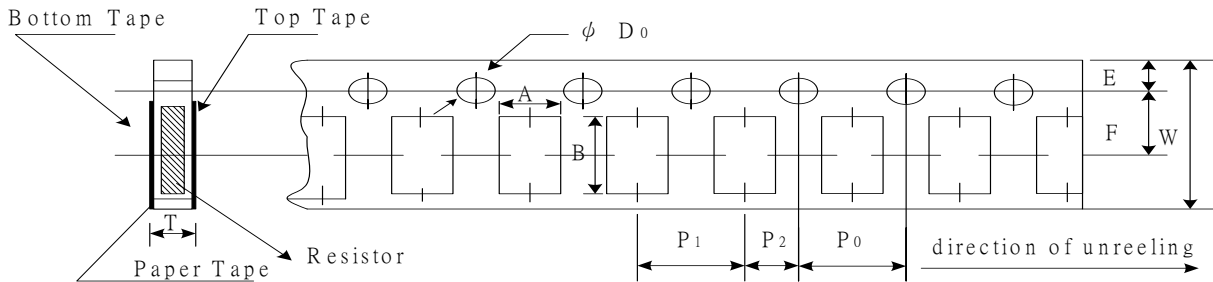 Bottom Tape
Top Tape
ϕ D0
A
B
E
F
W
T
P1
P2
P0
Resistor
Paper Tape
direction of unreeling